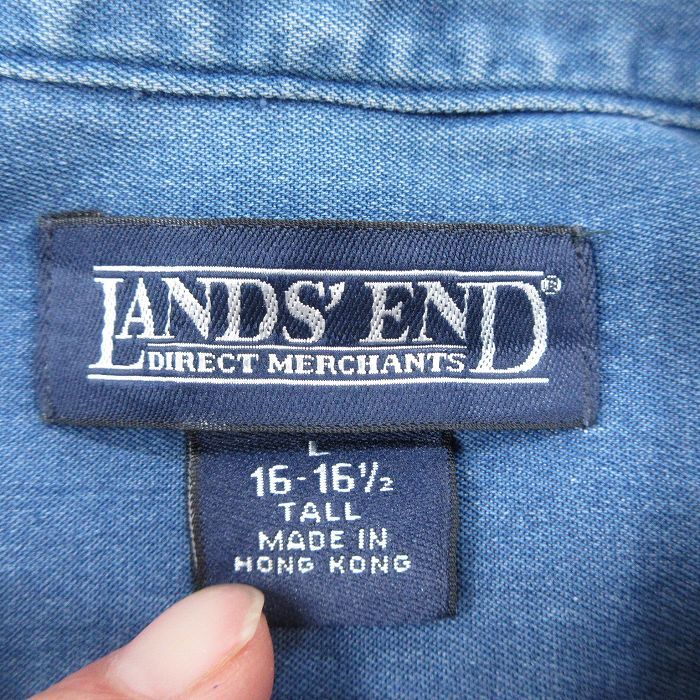 LANDS' END®
DIRECT MERCHANTS
L
16-16½
TALL
MADE IN
HONG KONG